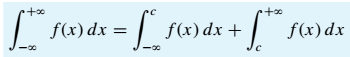 ∫_{−∞}^{+∞} f(x) dx = ∫_{−∞}^{c} f(x) dx + ∫_{c}^{+∞} f(x) dx